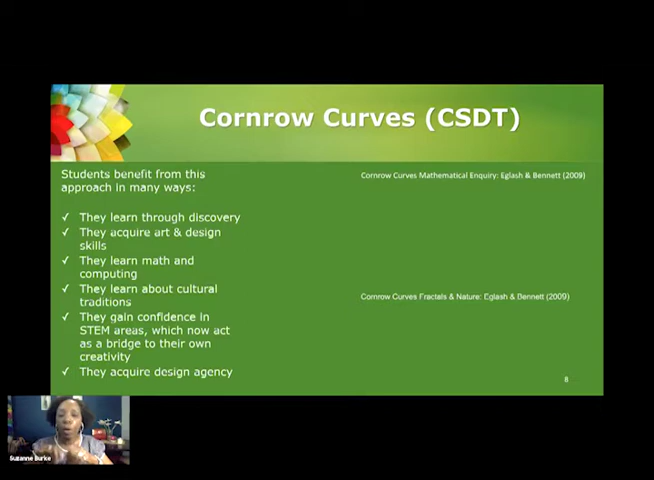 Cornrow Curves (CSDT)
Students benefit from this
approach in many ways:
✓ They learn through discovery
✓ They acquire art & design
skills
✓ They learn math and
computing
✓ They learn about cultural
traditions
✓ They gain confidence in
STEM areas, which now act
as a bridge to their own
creativity
✓ They acquire design agency
Cornrow Curves Mathematical Enquiry: Eglash & Bennett (2009)
Cornrow Curves Fractals & Nature: Eglash & Bennett (2009)
8
Suzanne Burke